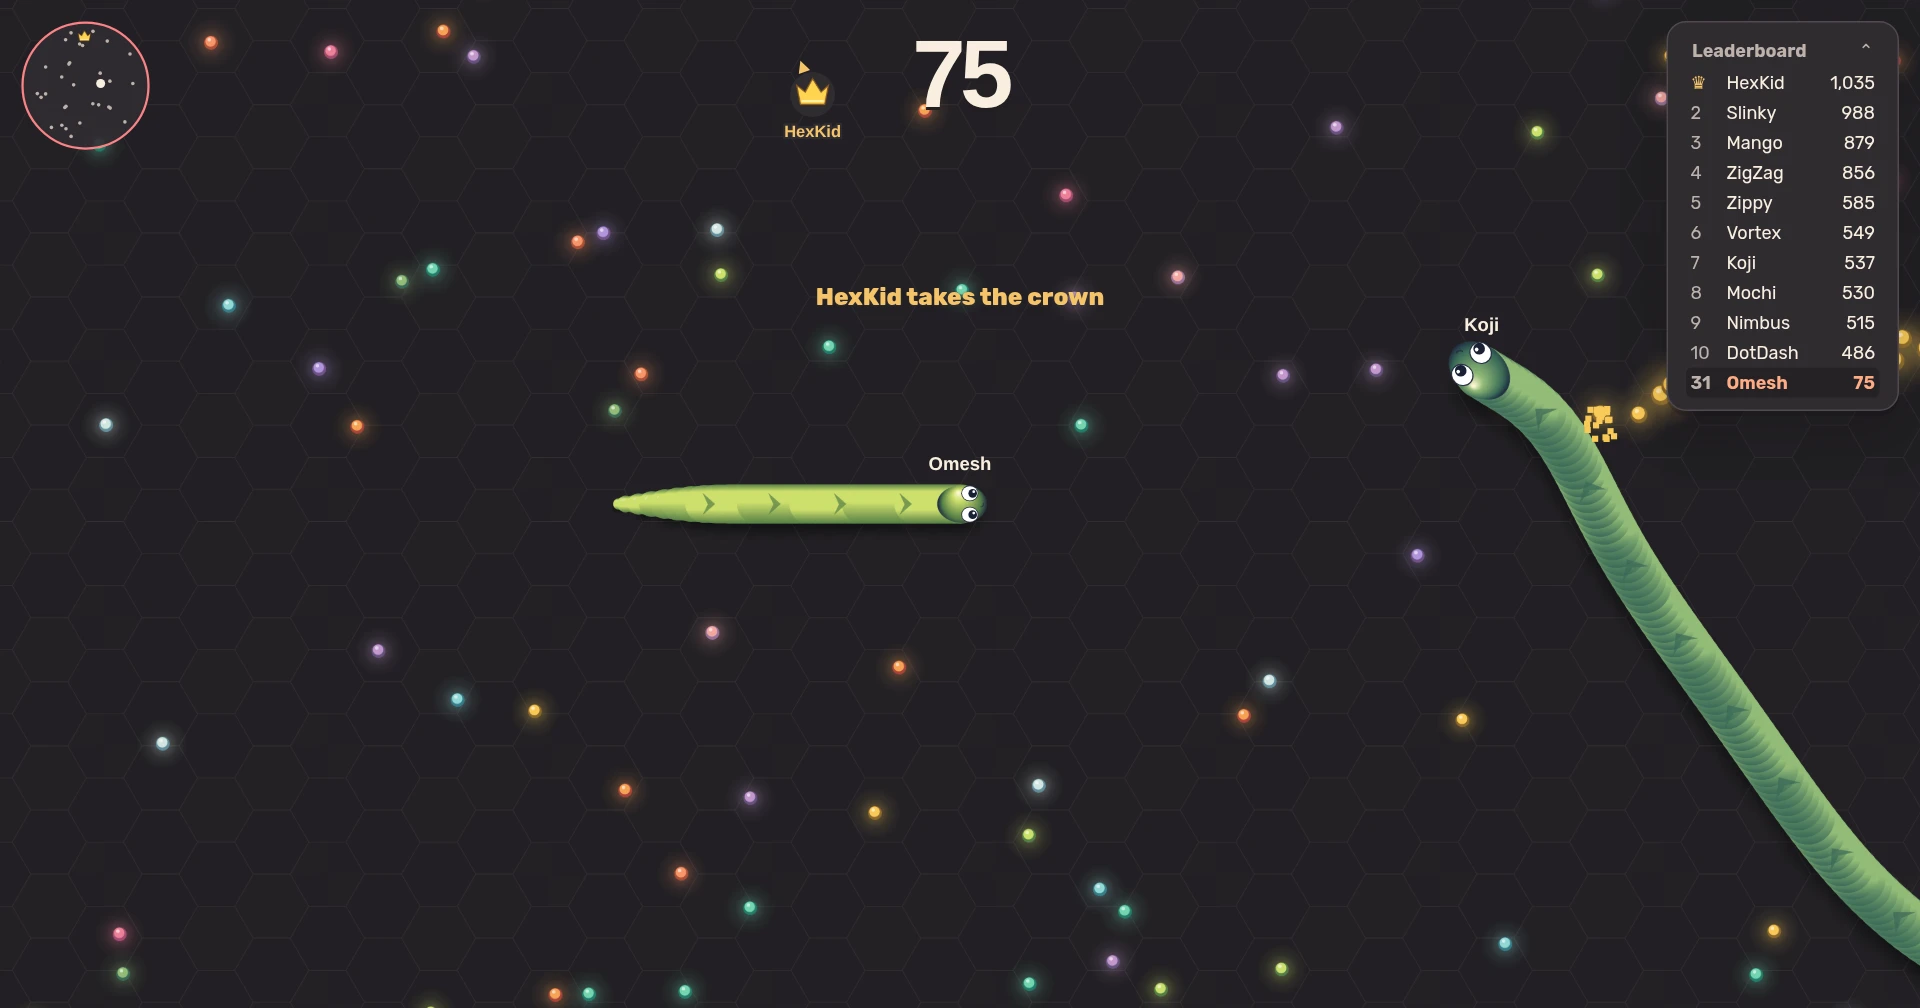 75
HexKid
HexKid takes the crown
Koji
Omesh
Leaderboard
HexKid 1,035
2 Slinky 988
3 Mango 879
4 ZigZag 856
5 Zippy 585
6 Vortex 549
7 Koji 537
8 Mochi 530
9 Nimbus 515
10 DotDash 486
31 Omesh 75